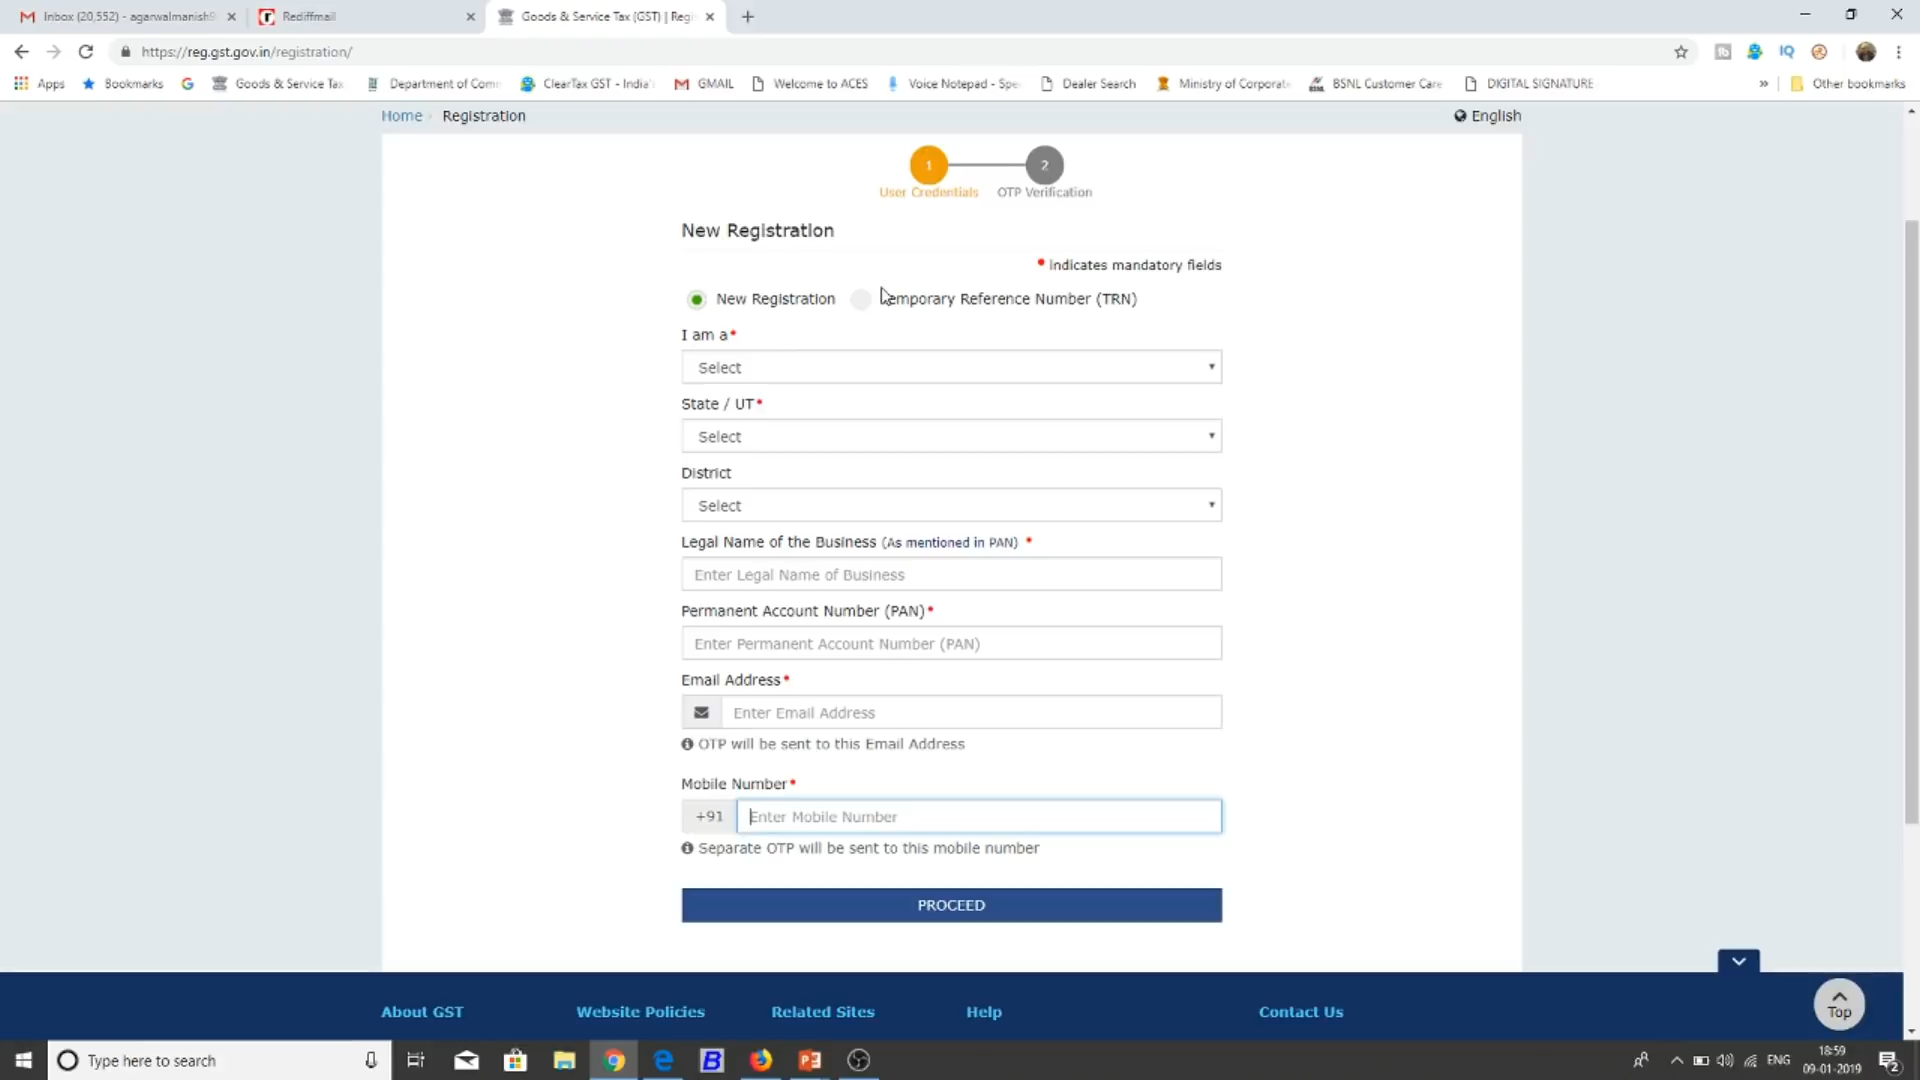 Inbox (20,552) - agarwalmanish9
Rediffmail
Goods & Service Tax (GST) | Regi
https://reg.gst.gov.in/registration/
Apps
Bookmarks
Goods & Service Tax
Department of Comm
ClearTax GST - India'
GMAIL
Welcome to ACES
Voice Notepad - Spe
Dealer Search
Ministry of Corporat
BSNL Customer Care
DIGITAL SIGNATURE
»
Other bookmarks
Home › Registration
English
1
2
User Credentials
OTP Verification
New Registration
• indicates mandatory fields
New Registration
emporary Reference Number (TRN)
I am a•
Select
State / UT•
Select
District
Select
Legal Name of the Business (As mentioned in PAN) •
Enter Legal Name of Business
Permanent Account Number (PAN)•
Enter Permanent Account Number (PAN)
Email Address•
Enter Email Address
OTP will be sent to this Email Address
Mobile Number•
+91
Enter Mobile Number
Separate OTP will be sent to this mobile number
PROCEED
About GST
Website Policies
Related Sites
Help
Contact Us
Top
Type here to search
ENG
18:59
09-01-2019
2